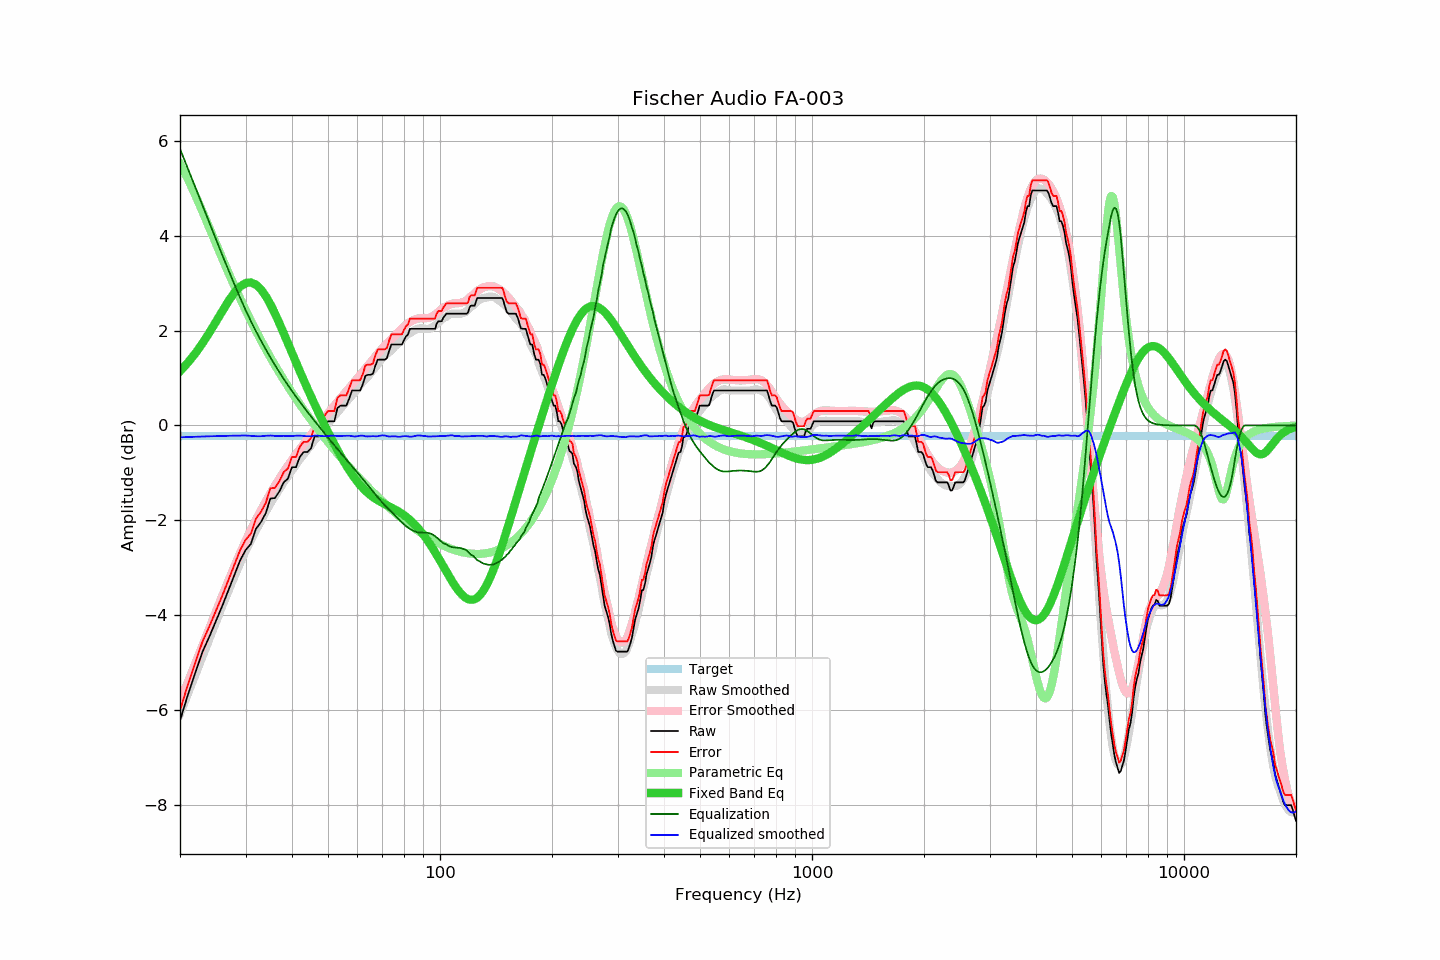 Fischer Audio FA-003
6
4
2
0
−2
−4
−6
−8
Amplitude (dBr)
Target
Raw Smoothed
Error Smoothed
Raw
Error
Parametric Eq
Fixed Band Eq
Equalization
Equalized smoothed
100
1000
10000
Frequency (Hz)